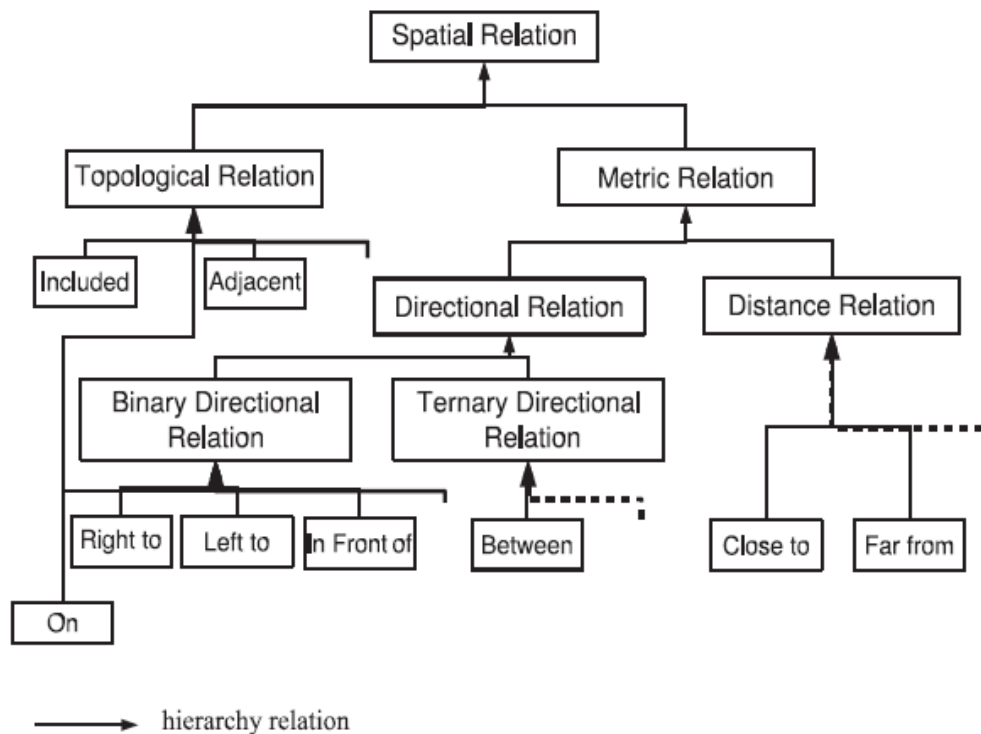 Spatial Relation
Topological Relation
Metric Relation
Included
Adjacent
Directional Relation
Distance Relation
Binary Directional
Relation
Ternary Directional
Relation
Right to
Left to
In Front of
Between
Close to
Far from
On
hierarchy relation